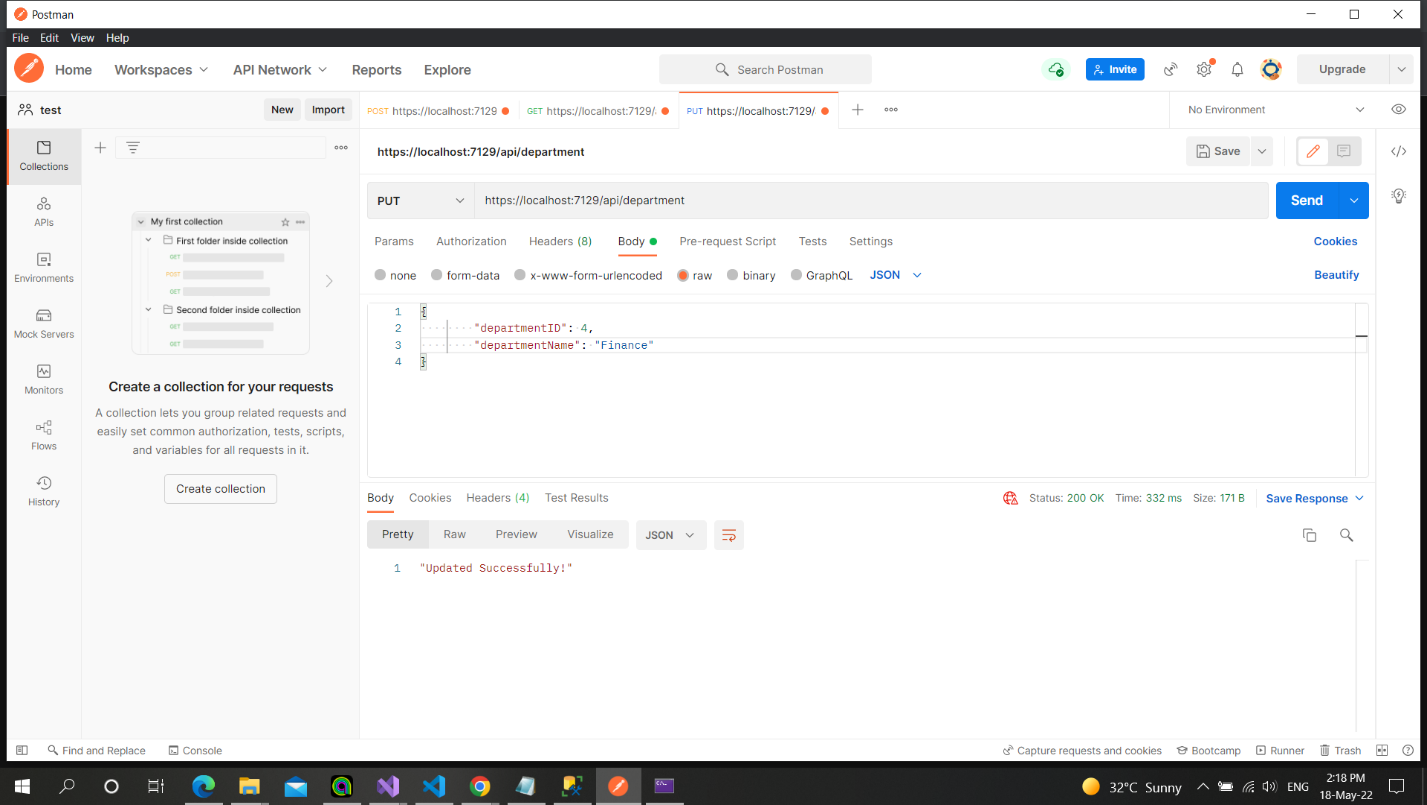 Postman
File Edit View Help
Home Workspaces API Network Reports Explore
Search Postman
Invite
Upgrade
test
New
Import
POST https://localhost:7129
GET https://localhost:7129/.
PUT https://localhost:7129/
No Environment
Collections
APIs
Environments
Mock Servers
Monitors
Flows
History
My first collection
First folder inside collection
GET
POST
GET
Second folder inside collection
GET
GET
Create a collection for your requests
A collection lets you group related requests and
easily set common authorization, tests, scripts,
and variables for all requests in it.
Create collection
https://localhost:7129/api/department
Save
PUT
https://localhost:7129/api/department
Send
Params Authorization Headers (8) Body Pre-request Script Tests Settings
Cookies
none form-data x-www-form-urlencoded raw binary GraphQL JSON
Beautify
1 {
2 "departmentID": 4,
3 "departmentName": "Finance"
4 }
Body Cookies Headers (4) Test Results
Status: 200 OK Time: 332 ms Size: 171 B
Save Response
Pretty Raw Preview Visualize JSON
1 "Updated Successfully!"
Find and Replace Console
Capture requests and cookies Bootcamp Runner Trash
32°C Sunny
ENG
2:18 PM
18-May-22